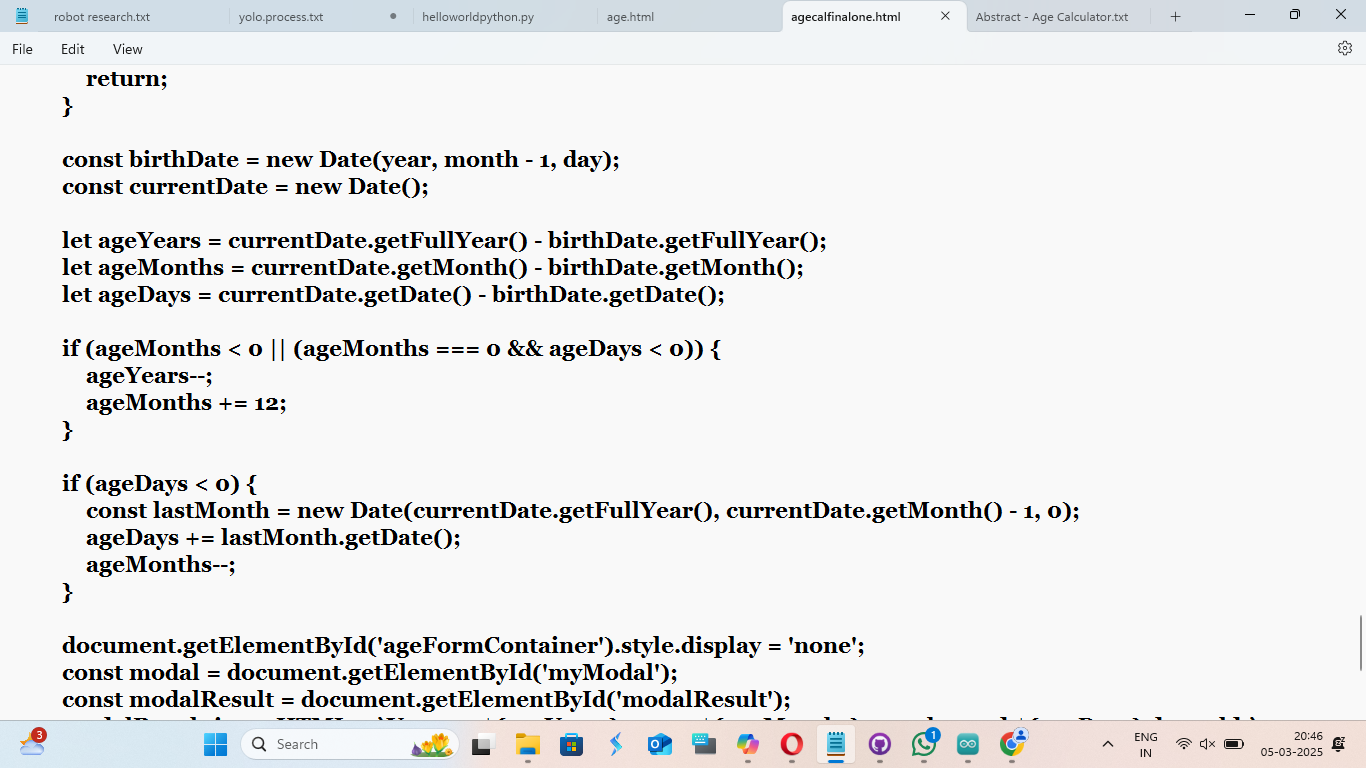 robot research.txt
yolo.process.txt
helloworldpython.py
age.html
agecalfinalone.html
Abstract - Age Calculator.txt
File Edit View
return;
}
const birthDate = new Date(year, month - 1, day);
const currentDate = new Date();
let ageYears = currentDate.getFullYear() - birthDate.getFullYear();
let ageMonths = currentDate.getMonth() - birthDate.getMonth();
let ageDays = currentDate.getDate() - birthDate.getDate();
if (ageMonths < 0 || (ageMonths === 0 && ageDays < 0)) {
ageYears--;
ageMonths += 12;
}
if (ageDays < 0) {
const lastMonth = new Date(currentDate.getFullYear(), currentDate.getMonth() - 1, 0);
ageDays += lastMonth.getDate();
ageMonths--;
}
document.getElementById('ageFormContainer').style.display = 'none';
const modal = document.getElementById('myModal');
const modalResult = document.getElementById('modalResult');
3
Search
1
ENG
IN
20:46
05-03-2025